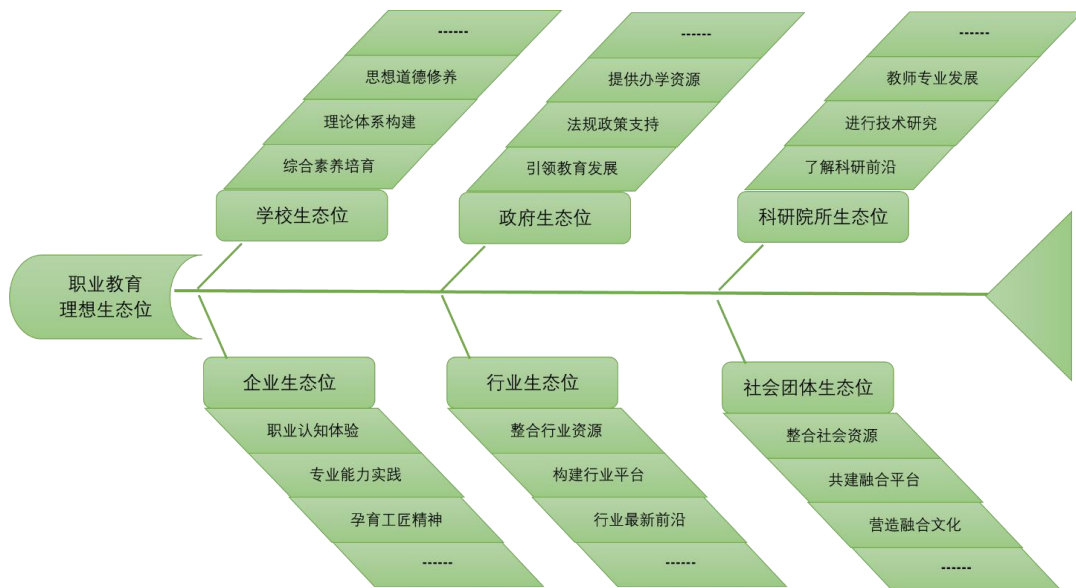 ------
思想道德修养
理论体系构建
综合素养培育
学校生态位
------
提供办学资源
法规政策支持
引领教育发展
政府生态位
------
教师专业发展
进行技术研究
了解科研前沿
科研院所生态位
职业教育
理想生态位
企业生态位
职业认知体验
专业能力实践
孕育工匠精神
------
行业生态位
整合行业资源
构建行业平台
行业最新前沿
------
社会团体生态位
整合社会资源
共建融合平台
营造融合文化
------